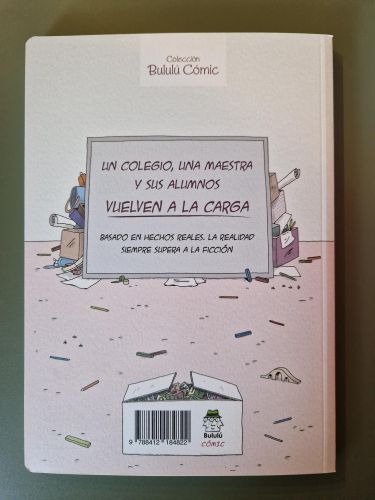 Colección
Bululú Cómic
UN COLEGIO, UNA MAESTRA
Y SUS ALUMNOS
VUELVEN A LA CARGA
BASADO EN HECHOS REALES. LA REALIDAD
SIEMPRE SUPERA A LA FICCIÓN
9 788412 184822
Bululú
cómic